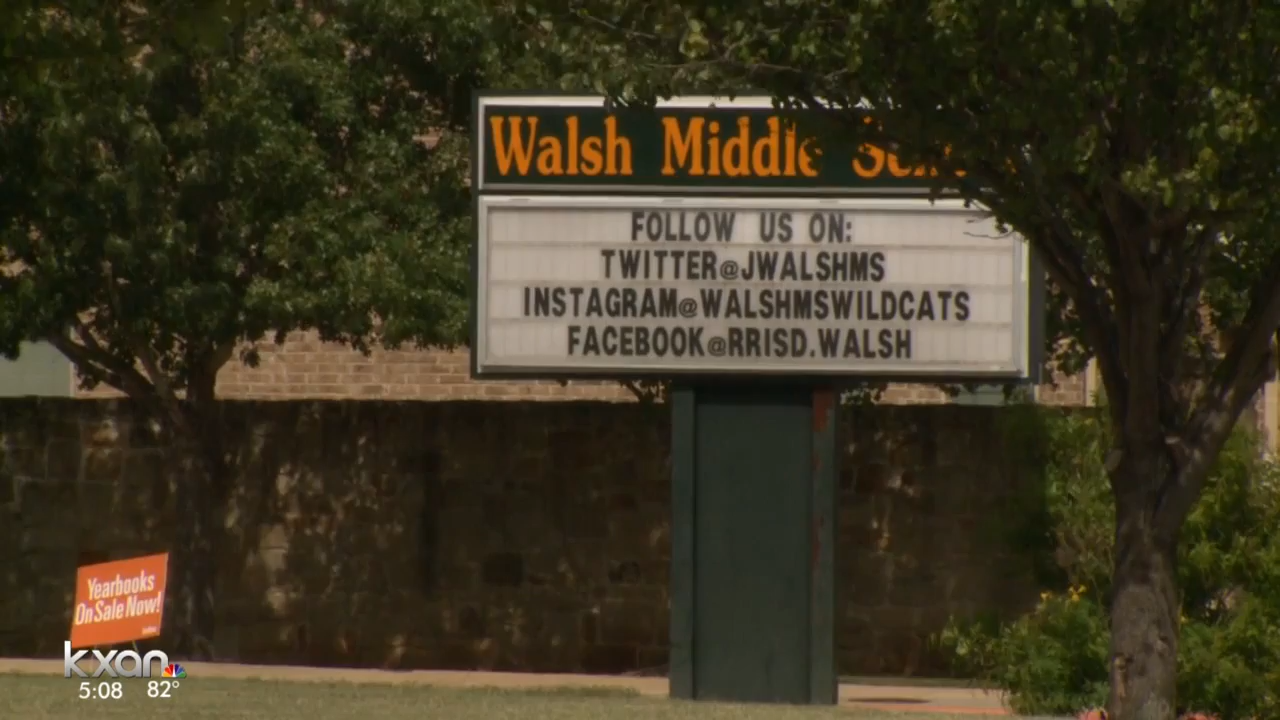 Walsh Middle
FOLLOW US ON:
TWITTER@JWALSHMS
INSTAGRAM@WALSHMSWILDCATS
FACEBOOK@RRISD.WALSH
Yearbooks
On Sale Now!
kxan
5:08 82°